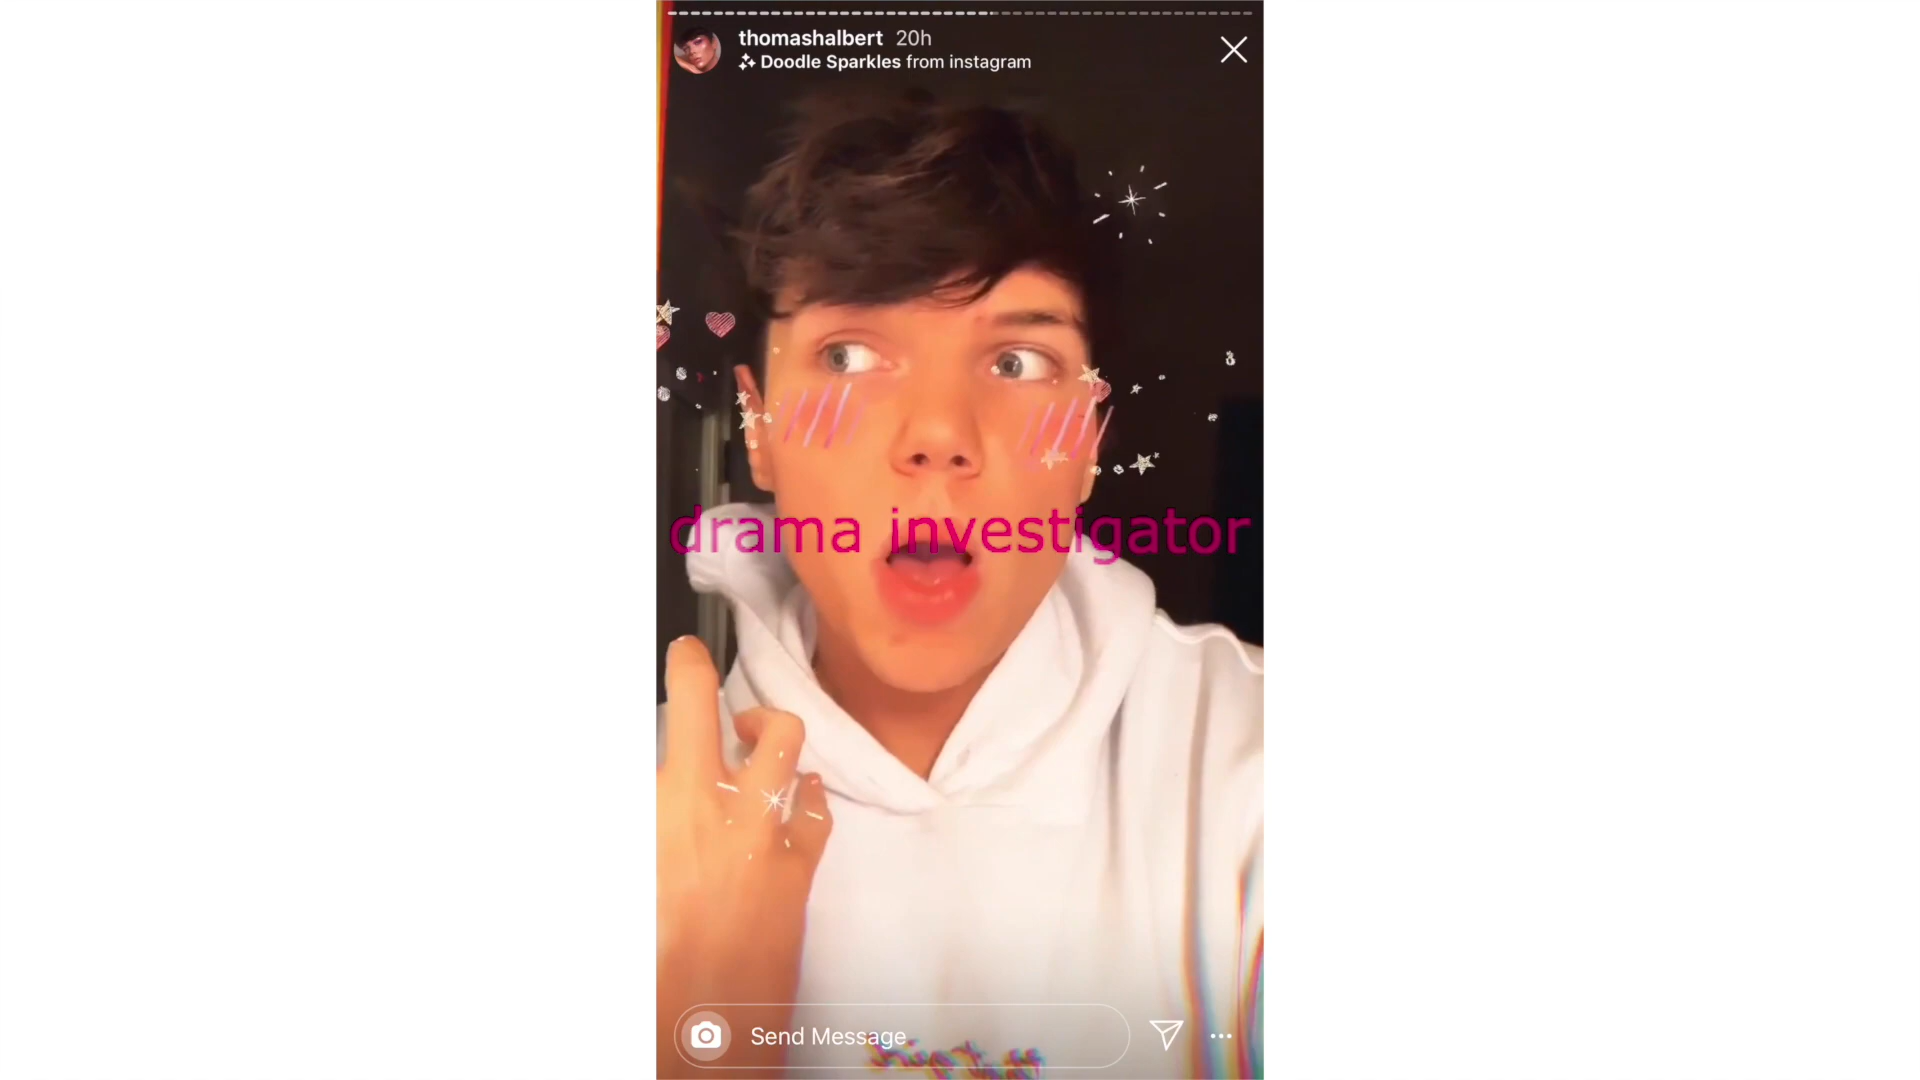 thomashalbert 20h
Doodle Sparkles from instagram
drama investigator
Send Message